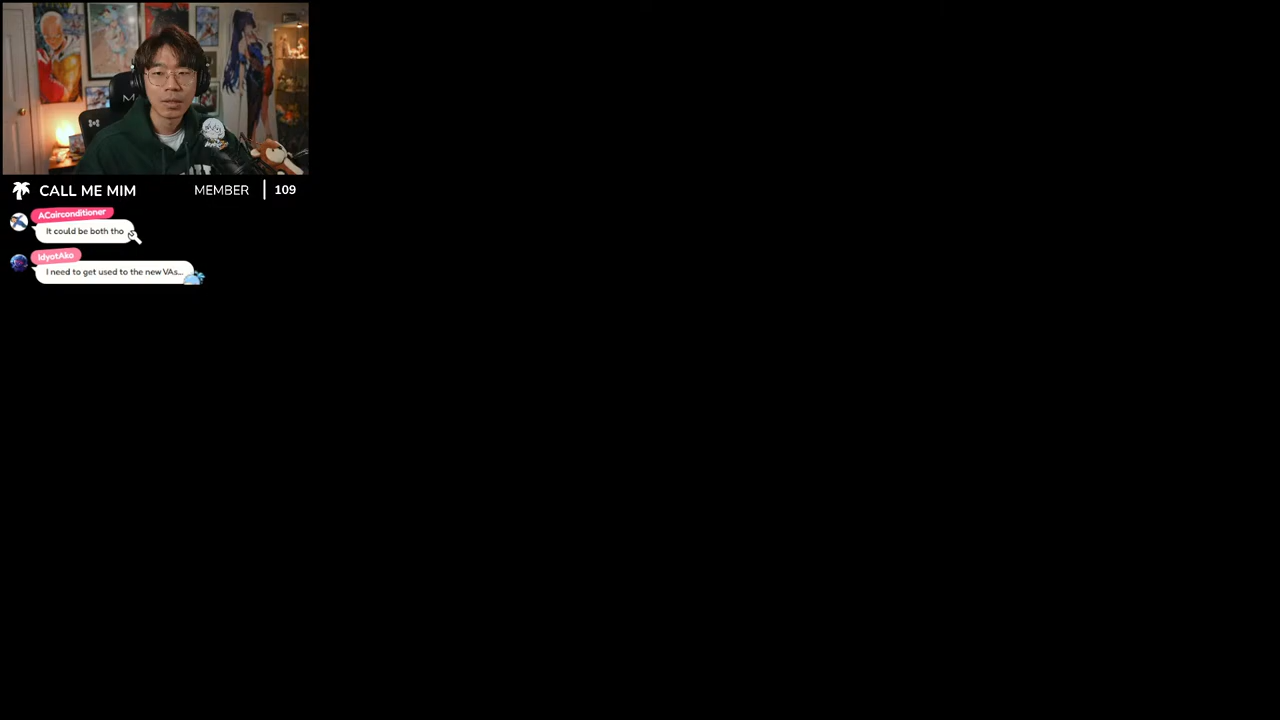 CALL ME MIM
MEMBER | 109
ACairconditioner
It could be both tho
IdyotAko
I need to get used to the new VAs...